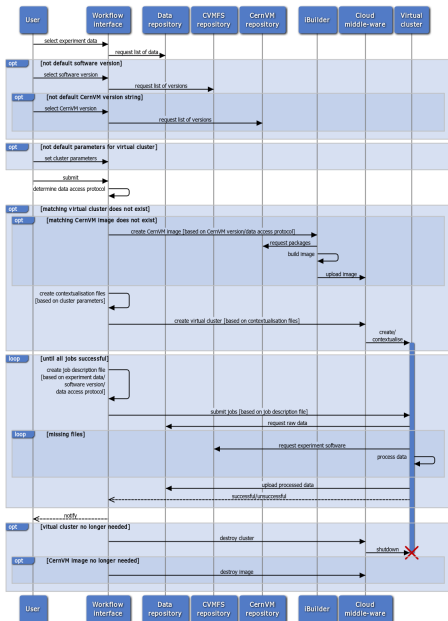 User
Workflow
interface
Data
repository
CVMFS
repository
CernVM
repository
iBuilder
Cloud
middle-ware
Virtual
cluster
select experiment data
request list of data
opt
[not default software version]
select software version
request list of versions
opt
[not default CernVM version string]
select CernVM version
request list of versions
opt
[not default parameters for virtual cluster]
set cluster parameters
submit
determine data access protocol
opt
[matching virtual cluster does not exist]
opt
[matching CernVM image does not exist]
create CernVM image [based on CernVM version/data access protocol]
request packages
build image
upload image
create contextualisation files
[based on cluster parameters]
create virtual cluster [based on contextualisation files]
create/
contextualise
loop
[until all jobs successful]
create job description file
[based on experiment data/
software version/
data access protocol]
submit jobs [based on job description file]
request raw data
loop
[missing files]
request experiment software
process data
upload processed data
successful/unsuccessful
notify
opt
[vitual cluster no longer needed]
destroy cluster
shutdown
opt
[CernVM image no longer needed]
destroy image
User
Workflow
interface
Data
repository
CVMFS
repository
CernVM
repository
iBuilder
Cloud
middle-ware